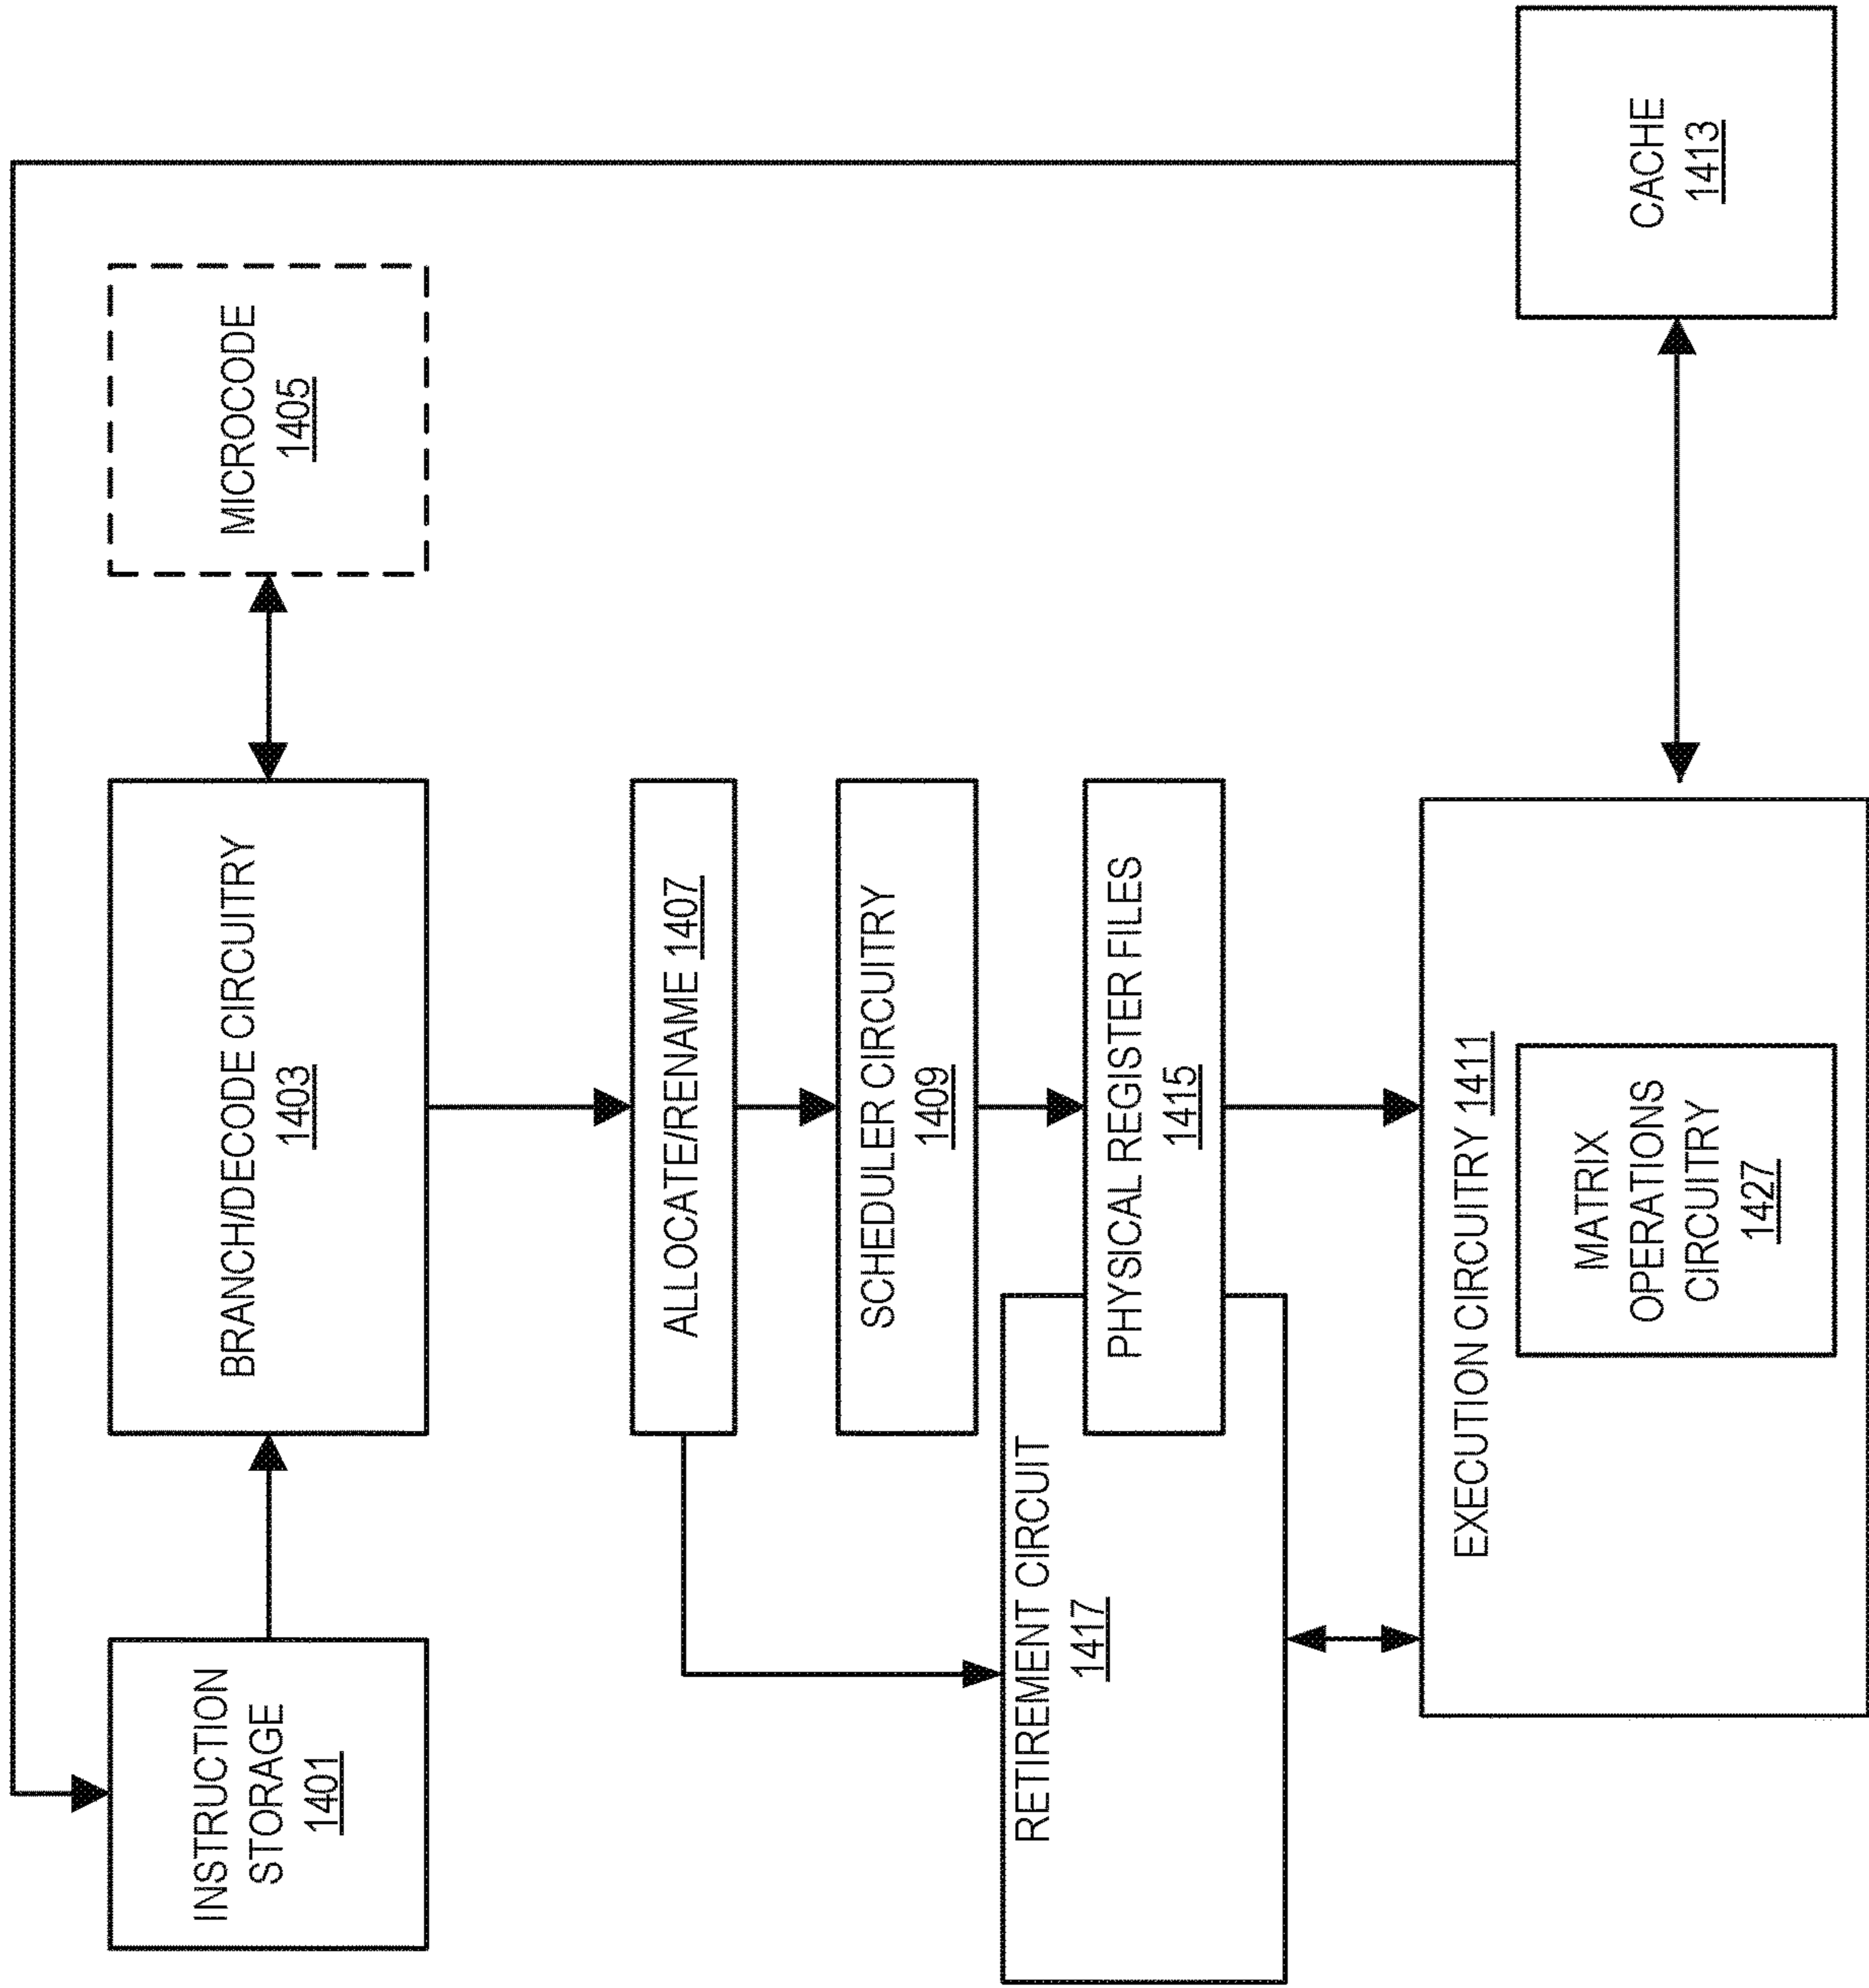 INSTRUCTION
STORAGE
1401
BRANCH/DECODE CIRCUITRY
1403
MICROCODE
1405
ALLOCATE/RENAME 1407
SCHEDULER CIRCUITRY
1409
RETIREMENT CIRCUIT
1417
PHYSICAL REGISTER FILES
1415
EXECUTION CIRCUITRY 1411
MATRIX
OPERATIONS
CIRCUITRY
1427
CACHE
1413